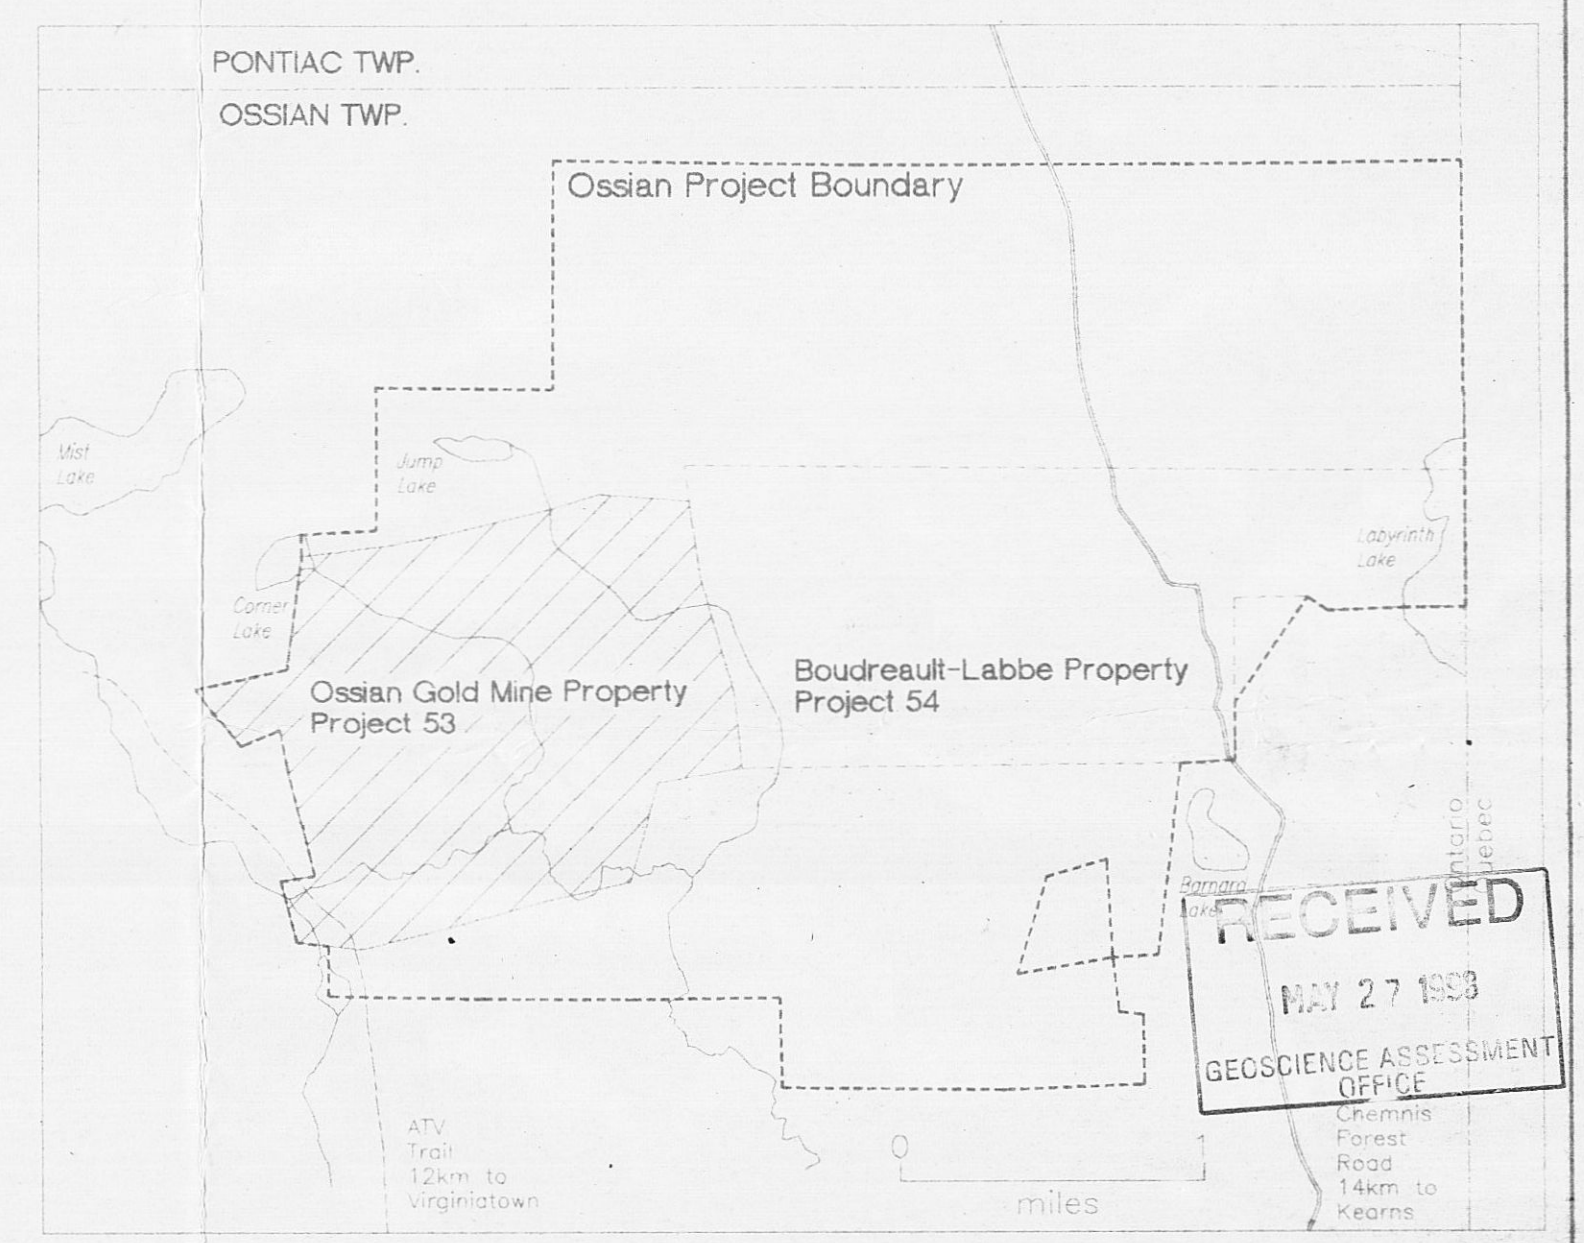 PONTIAC TWP.
OSSIAN TWP.
Ossian Project Boundary
Mist
Lake
Jump
Lake
Labyrinth
Lake
Corner
Lake
Ossian Gold Mine Property
Project 53
Boudreault-Labbe Property
Project 54
Ontario
Quebec
Barnard
Lake
RECEIVED
MAY 27 1998
GEOSCIENCE ASSESSMENT
OFFICE
ATV
Trail
12km to
Virginiatown
0 1
miles
Chemnis
Forest
Road
14km to
Kearns